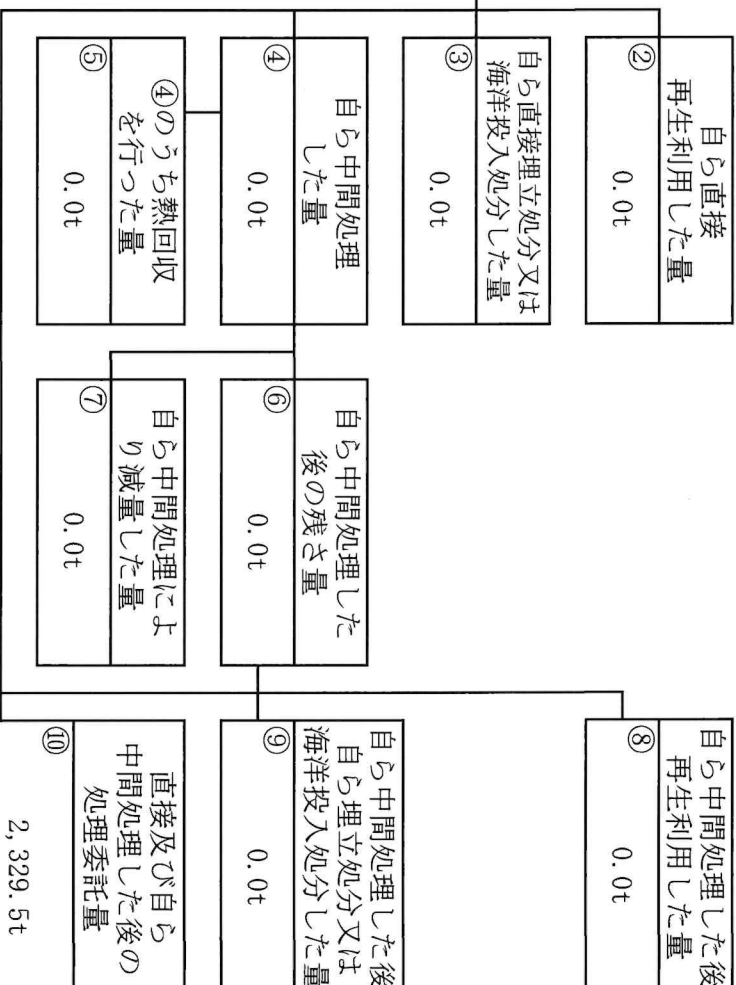 自ら直接
再生利用した量
②
0.0t
自ら直接埋立処分又は
海洋投入処分した量
③
0.0t
自ら中間処理
した量
④
0.0t
④のうち熱回収
を行った量
⑤
0.0t
自ら中間処理した
後の残さ量
⑥
0.0t
自ら中間処理によ
り減量した量
⑦
0.0t
自ら中間処理した後
再生利用した量
⑧
0.0t
自ら中間処理した後
自ら埋立処分又は
海洋投入処分した量
⑨
0.0t
直接及び自ら
中間処理した後の
処理委託量
⑩
2,329.5t